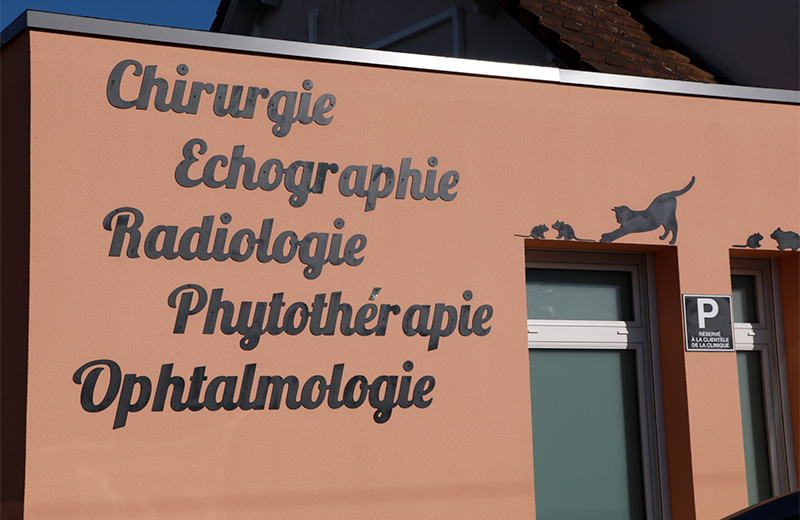 Chirurgie
Echographie
Radiologie
Phytothérapie
Ophtalmologie
P
RÉSERVÉ
À LA CLIENTÈLE
DE LA CLINIQUE